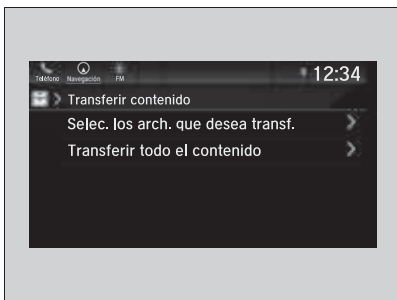 Teléfono Navegación FM
12:34
Transferir contenido
Selec. los arch. que desea transf.
Transferir todo el contenido